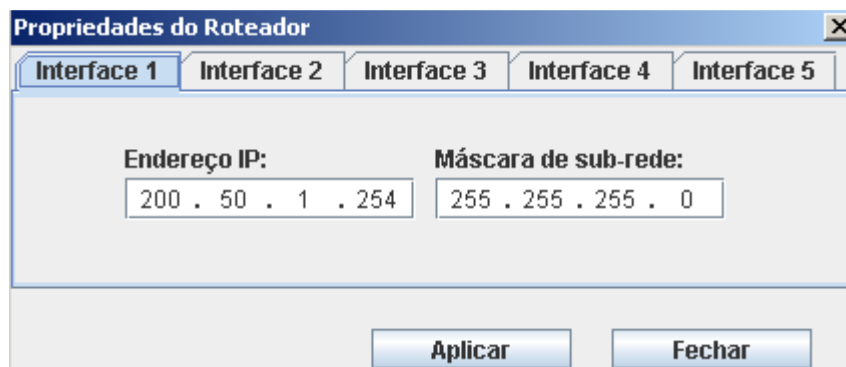 Propriedades do Roteador
Interface 1 Interface 2 Interface 3 Interface 4 Interface 5
Endereço IP: Máscara de sub-rede:
200 . 50 . 1 . 254 255 . 255 . 255 . 0
Aplicar Fechar